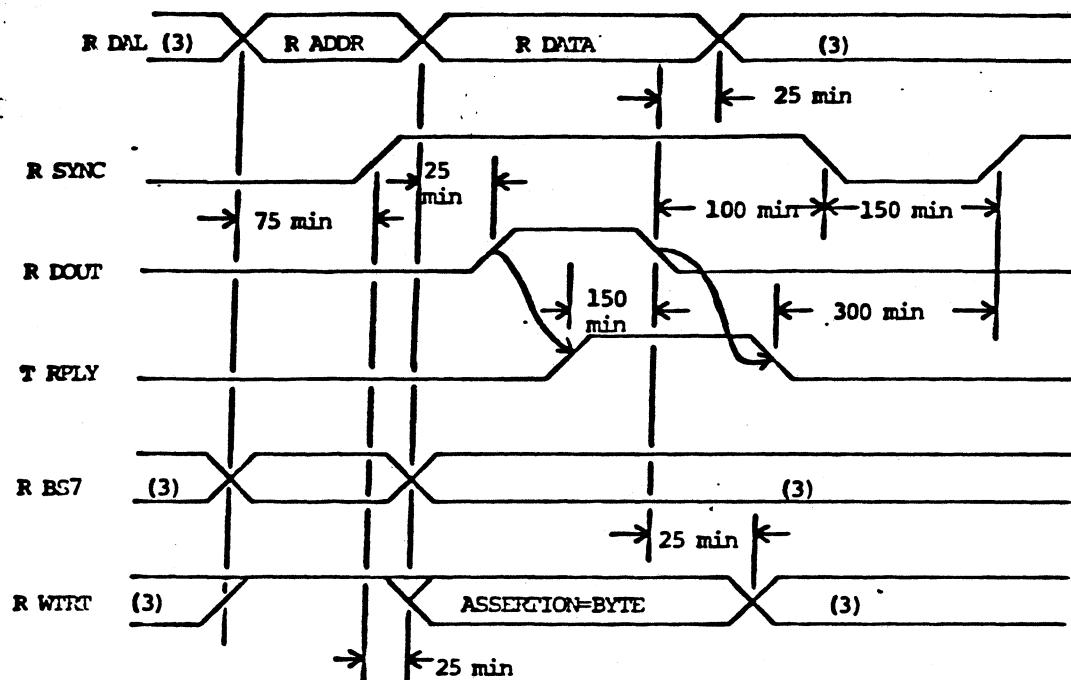 R DAL (3) R ADDR R DATA (3)
25 min
R SYNC
25
min
75 min
100 min
150 min
R DOUT
150
min
300 min
T RPLY
R BS7 (3) (3)
25 min
R WTRT (3) ASSERTION=BYTE (3)
25 min